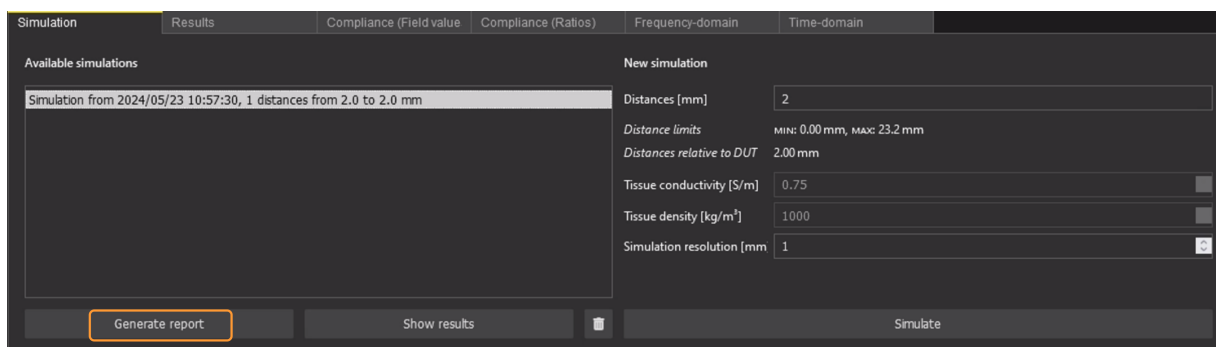 Simulation Results Compliance (Field value Compliance (Ratios) Frequency-domain Time-domain
Available simulations
Simulation from 2024/05/23 10:57:30, 1 distances from 2.0 to 2.0 mm
Generate report Show results
New simulation
Distances [mm] 2
Distance limits MIN: 0.00 mm, MAX: 23.2 mm
Distances relative to DUT 2.00 mm
Tissue conductivity [S/m] 0.75
Tissue density [kg/m³] 1000
Simulation resolution [mm 1
Simulate